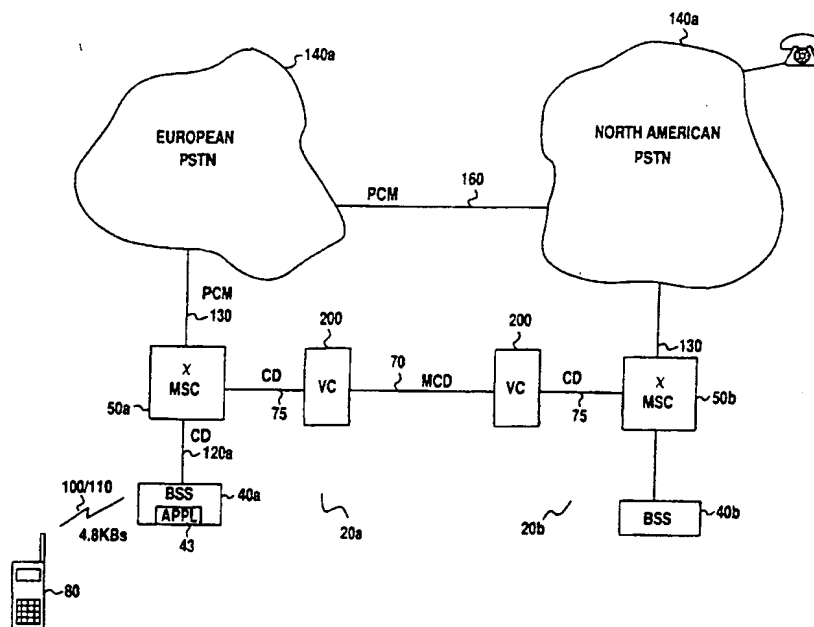 140a
140a
EUROPEAN
PSTN
NORTH AMERICAN
PSTN
PCM
160
PCM
130
200
200
130
χ
MSC
CD
75
VC
70
MCD
VC
CD
75
χ
MSC
50a
50b
CD
120a
100/110
4.8KBs
BSS
APPL
40a
43
20a
20b
BSS
40b
80